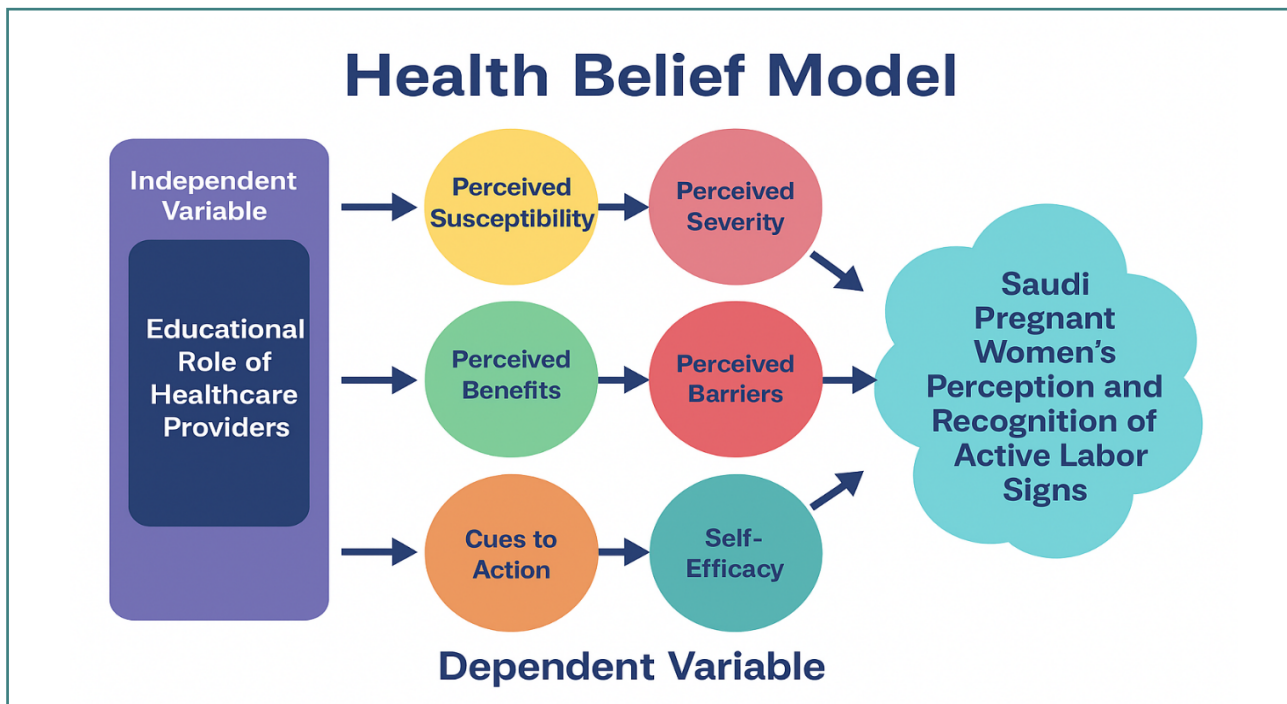 Health Belief Model
Independent
Variable
Educational
Role of
Healthcare
Providers
Perceived
Susceptibility
Perceived
Severity
Perceived
Benefits
Perceived
Barriers
Cues to
Action
Self-
Efficacy
Saudi
Pregnant
Women's
Perception and
Recognition of
Active Labor
Signs
Dependent Variable